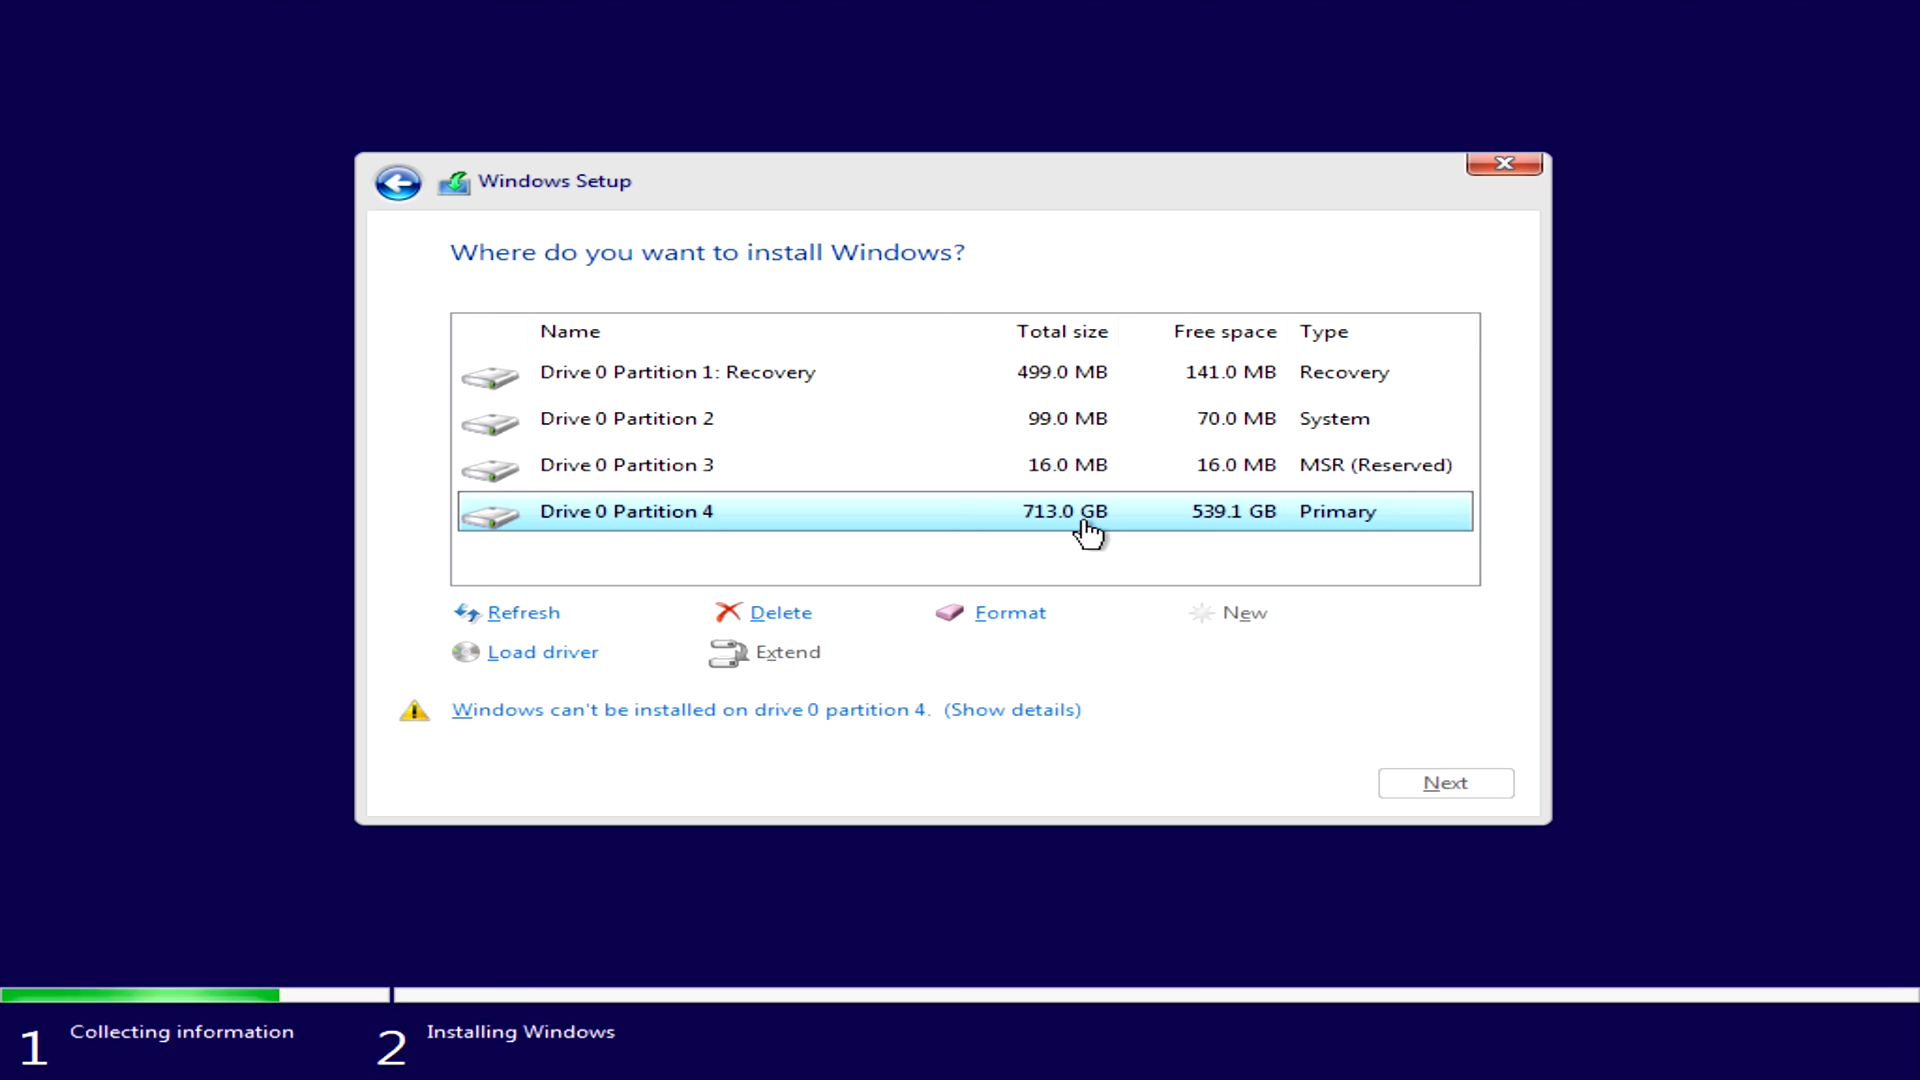 Windows Setup
Where do you want to install Windows?
Name Total size Free space Type
Drive 0 Partition 1: Recovery 499.0 MB 141.0 MB Recovery
Drive 0 Partition 2 99.0 MB 70.0 MB System
Drive 0 Partition 3 16.0 MB 16.0 MB MSR (Reserved)
Drive 0 Partition 4 713.0 GB 539.1 GB Primary
Refresh Delete Format New
Load driver Extend
Windows can't be installed on drive 0 partition 4. (Show details)
Next
1 Collecting information 2 Installing Windows